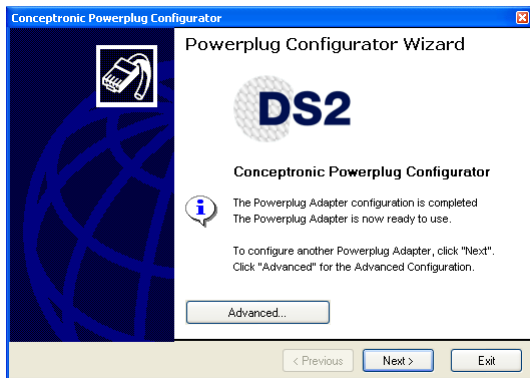 Conceptronic Powerplug Configurator
Powerplug Configurator Wizard
DS2
Conceptronic Powerplug Configurator
The Powerplug Adapter configuration is completed
The Powerplug Adapter is now ready to use.
To configure another Powerplug Adapter, click "Next".
Click "Advanced" for the Advanced Configuration.
Advanced...
< Previous
Next >
Exit